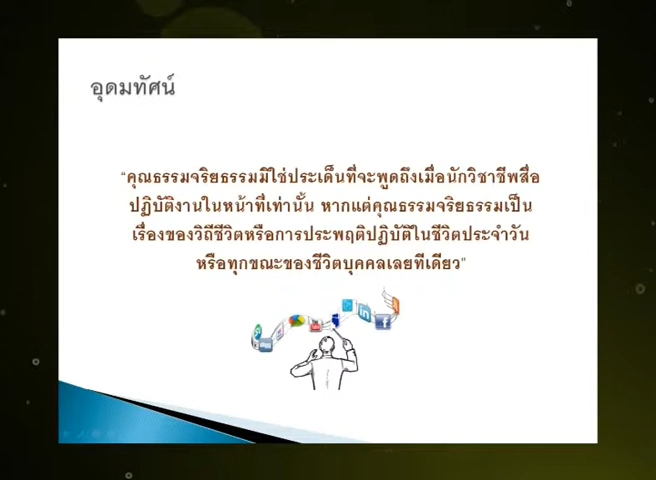 อุดมทัศน์
"คุณธรรมจริยธรรมมิใช่ประเด็นที่จะพูดถึงเมื่อนักวิชาชีพสื่อ
ปฏิบัติงานในหน้าที่เท่านั้น หากแต่คุณธรรมจริยธรรมเป็น
เรื่องของวิถีชีวิตหรือการประพฤติปฏิบัติในชีวิตประจำวัน
หรือทุกขณะของชีวิตบุคคลเลยทีเดียว"